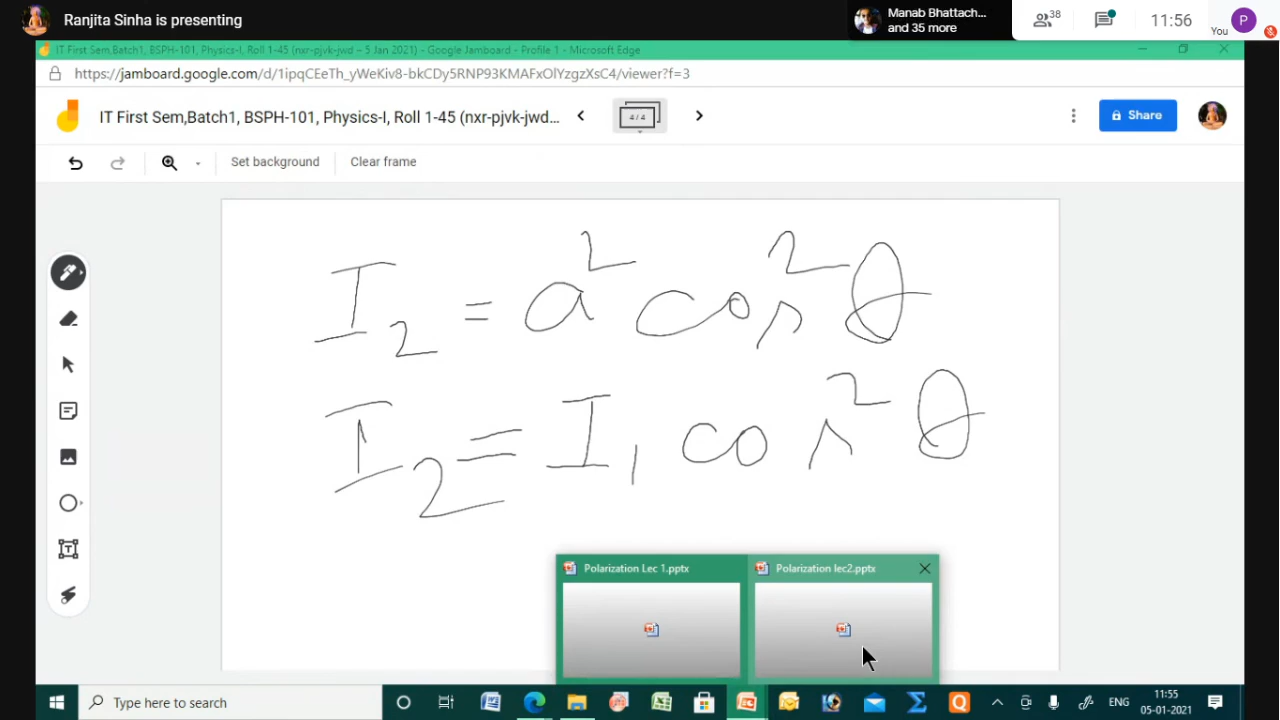 Ranjita Sinha is presenting
Manab Bhattach...
and 35 more
38
11:56
P
You
IT First Sem,Batch1, BSPH-101, Physics-I, Roll 1-45 (nxr-pjvk-jwd – 5 Jan 2021) - Google Jamboard - Profile 1 - Microsoft Edge
https://jamboard.google.com/d/1ipqCEeTh_yWeKiv8-bkCDy5RNP93KMAFxOlYzgzXsC4/viewer?f=3
IT First Sem,Batch1, BSPH-101, Physics-I, Roll 1-45 (nxr-pjvk-jwd...
4 / 4
Share
Set background
Clear frame
I₂ = a² cos² θ
I₂ = I₁ cos² θ
Polarization Lec 1.pptx
Polarization lec2.pptx
Type here to search
ENG
11:55
05-01-2021